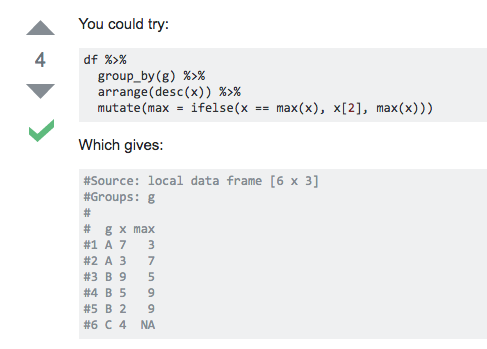 You could try:
4
df %>%
  group_by(g) %>%
  arrange(desc(x)) %>%
  mutate(max = ifelse(x == max(x), x[2], max(x)))
Which gives:
#Source: local data frame [6 x 3]
#Groups: g
#
#  g x max
#1 A 7   3
#2 A 3   7
#3 B 9   5
#4 B 5   9
#5 B 2   9
#6 C 4  NA